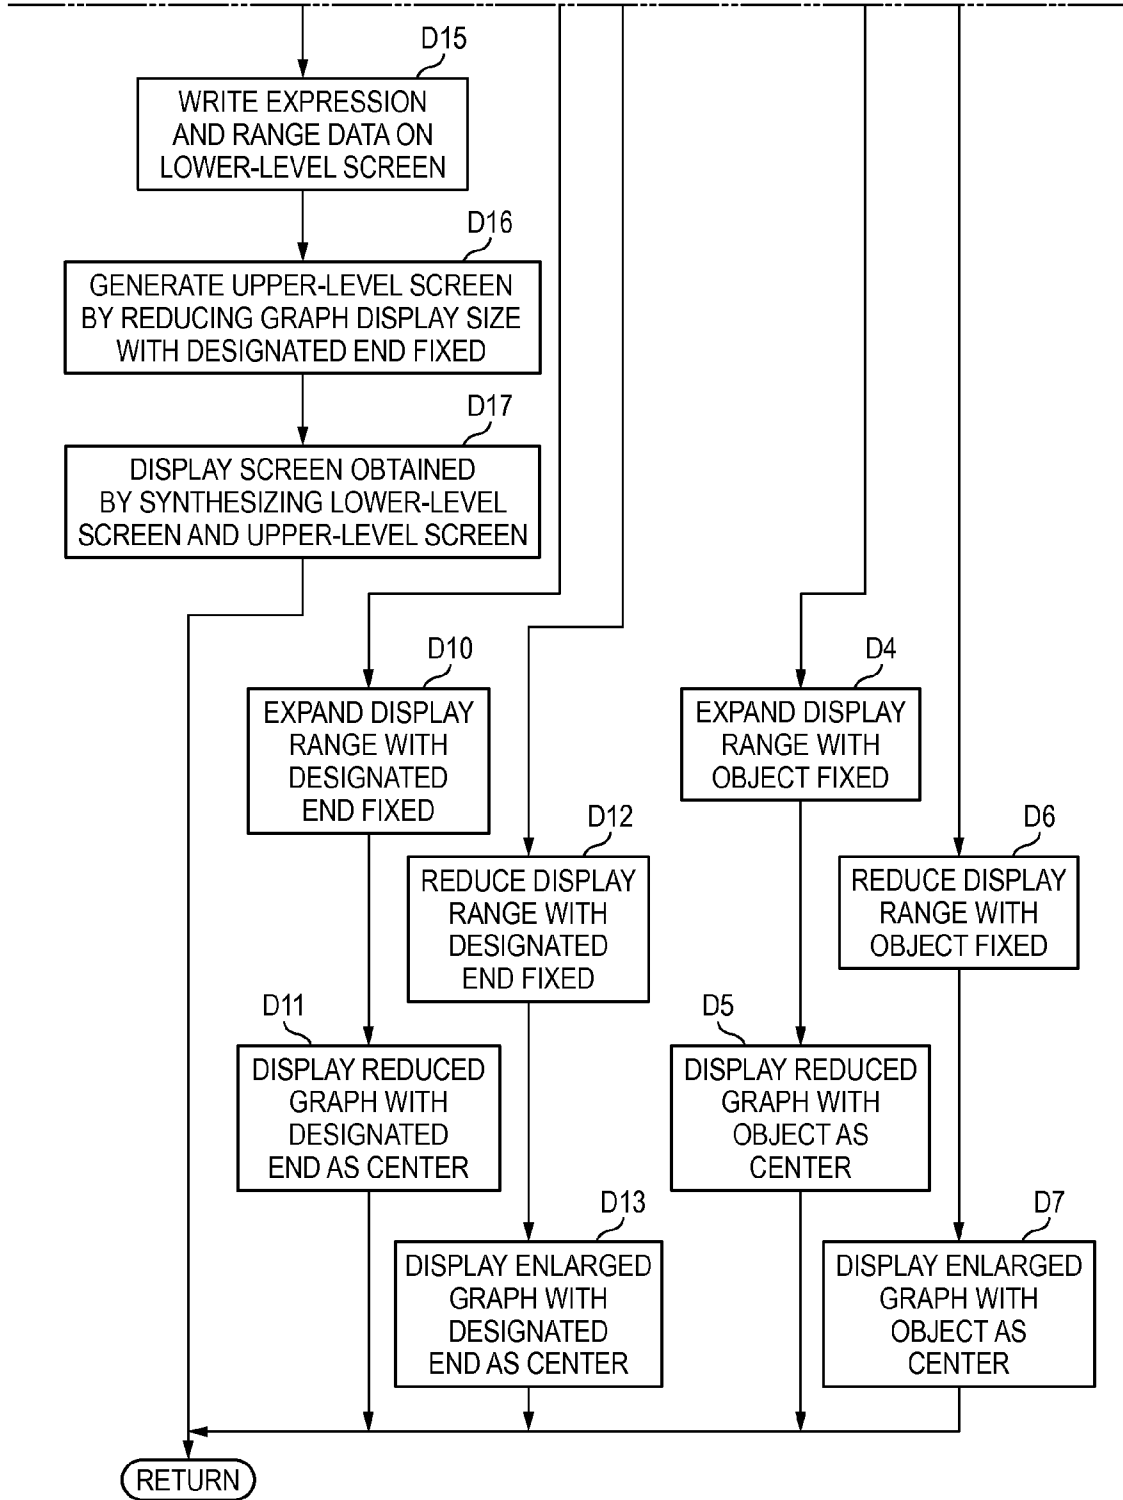 D15
WRITE EXPRESSION
AND RANGE DATA ON
LOWER-LEVEL SCREEN
D16
GENERATE UPPER-LEVEL SCREEN
BY REDUCING GRAPH DISPLAY SIZE
WITH DESIGNATED END FIXED
D17
DISPLAY SCREEN OBTAINED
BY SYNTHESIZING LOWER-LEVEL
SCREEN AND UPPER-LEVEL SCREEN
D10
EXPAND DISPLAY
RANGE WITH
DESIGNATED
END FIXED
D4
EXPAND DISPLAY
RANGE WITH
OBJECT FIXED
D12
REDUCE DISPLAY
RANGE WITH
DESIGNATED
END FIXED
D6
REDUCE DISPLAY
RANGE WITH
OBJECT FIXED
D11
DISPLAY REDUCED
GRAPH WITH
DESIGNATED
END AS CENTER
D5
DISPLAY REDUCED
GRAPH WITH
OBJECT AS
CENTER
D13
DISPLAY ENLARGED
GRAPH WITH
DESIGNATED
END AS CENTER
D7
DISPLAY ENLARGED
GRAPH WITH
OBJECT AS
CENTER
RETURN